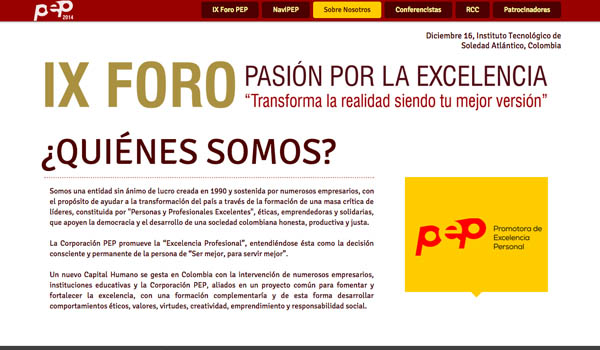 pep 2014
IX Foro PEP
NaviPEP
Sobre Nosotros
Conferencistas
RCC
Patrocinadores
Diciembre 16, Instituto Tecnológico de
Soledad Atlántico, Colombia
IX FORO
PASIÓN POR LA EXCELENCIA
“Transforma la realidad siendo tu mejor versión”
¿QUIÉNES SOMOS?
Somos una entidad sin ánimo de lucro creada en 1990 y sostenida por numerosos empresarios, con
el propósito de ayudar a la transformación del país a través de la formación de una masa crítica de
líderes, constituida por "Personas y Profesionales Excelentes", éticas, emprendedoras y solidarias,
que apoyen la democracia y el desarrollo de una sociedad colombiana honesta, productiva y justa.
La Corporación PEP promueve la “Excelencia Profesional”, entendiéndose ésta como la decisión
consciente y permanente de la persona de “Ser mejor, para servir mejor”.
Un nuevo Capital Humano se gesta en Colombia con la intervención de numerosos empresarios,
instituciones educativas y la Corporación PEP, aliados en un proyecto común para fomentar y
fortalecer la excelencia, con una formación complementaria y de esta forma desarrollar
comportamientos éticos, valores, virtudes, creatividad, emprendimiento y responsabilidad social.
pep
Promotora de
Excelencia
Personal